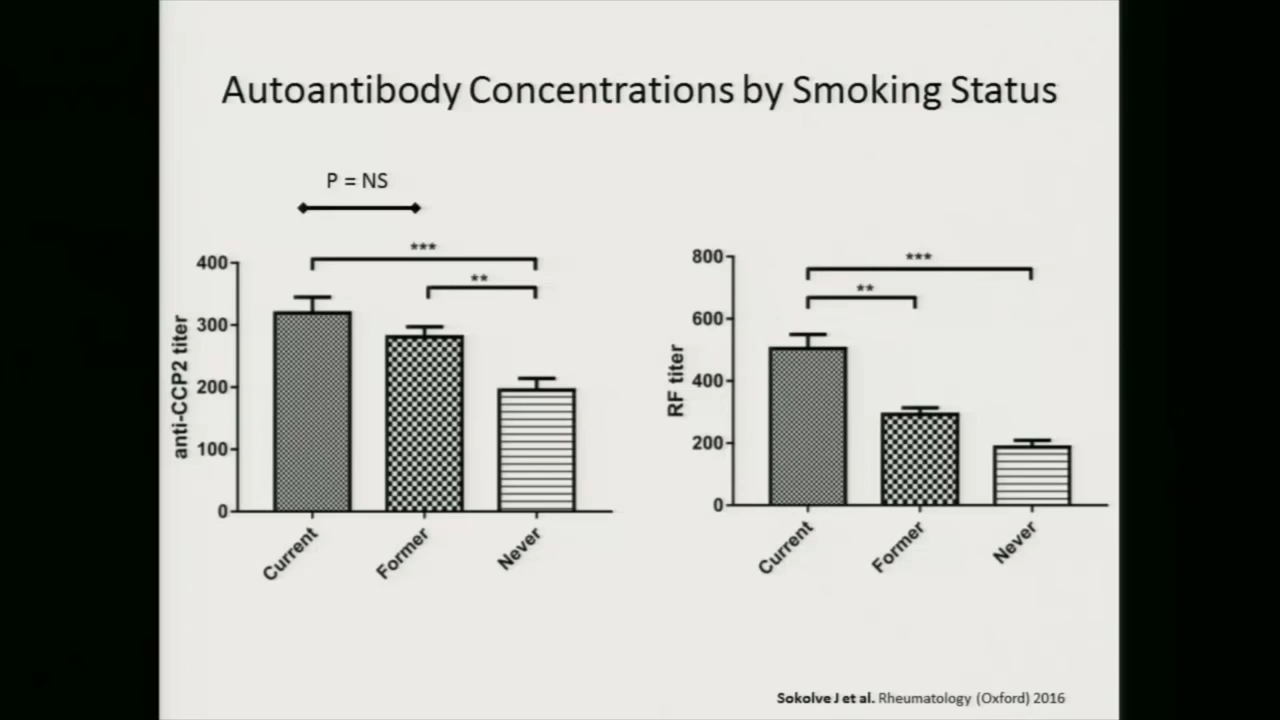 Autoantibody Concentrations by Smoking Status
P = NS
***
**
400
300
200
100
0
anti-CCP2 titer
Current
Former
Never
***
**
800
600
400
200
0
RF titer
Current
Former
Never
Sokolve J et al. Rheumatology (Oxford) 2016